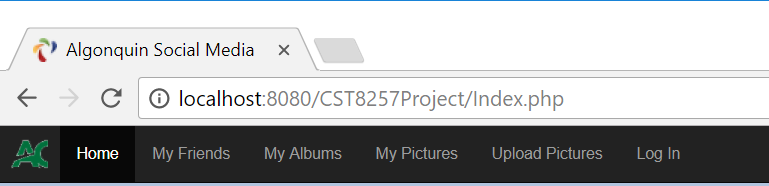 Algonquin Social Media
localhost:8080/CST8257Project/Index.php
AC Home My Friends My Albums My Pictures Upload Pictures Log In